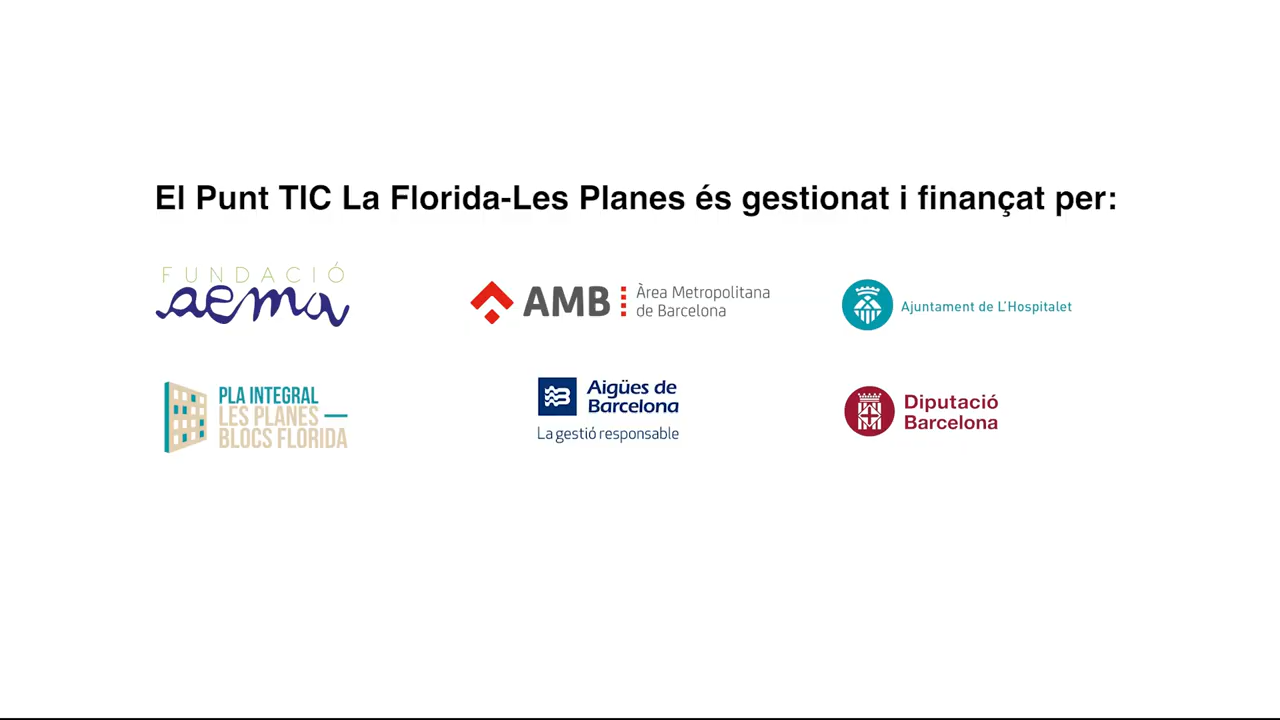 El Punt TIC La Florida-Les Planes és gestionat i finançat per:
FUNDACIÓ
aema
AMB
Àrea Metropolitana
de Barcelona
Ajuntament de L'Hospitalet
PLA INTEGRAL
LES PLANES
BLOCS FLORIDA
Aigües de
Barcelona
La gestió responsable
Diputació
Barcelona